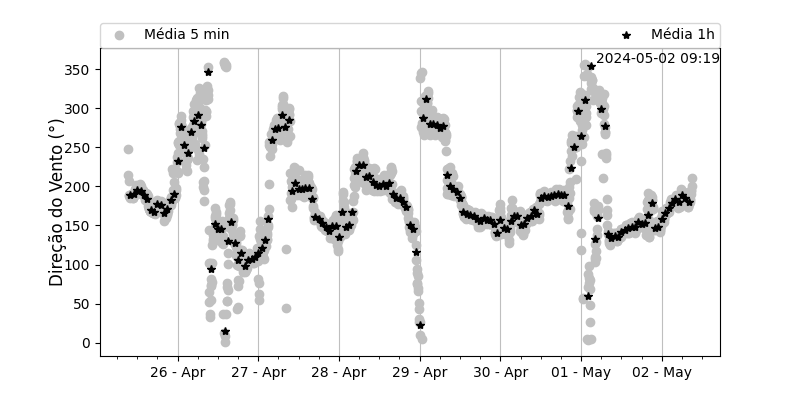 Média 5 min
Média 1h
2024-05-02 09:19
Direção do Vento (°)
350
300
250
200
150
100
50
0
26 - Apr
27 - Apr
28 - Apr
29 - Apr
30 - Apr
01 - May
02 - May